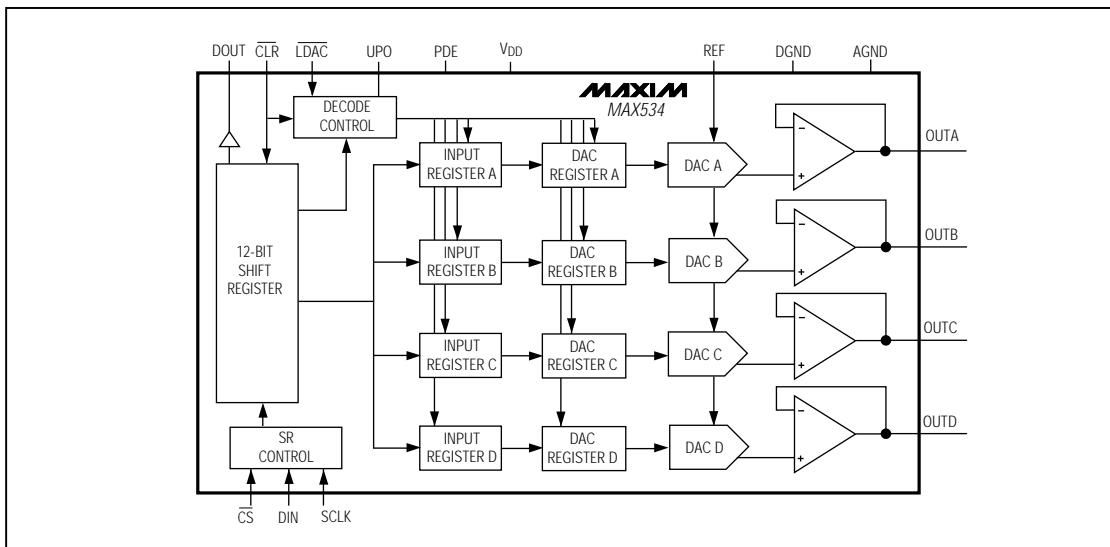 DOUT CLR LDAC UPO PDE VDD REF DGND AGND
MAXIM
MAX534
DECODE
CONTROL
12-BIT
SHIFT
REGISTER
SR
CONTROL
CS DIN SCLK
INPUT
REGISTER A
DAC
REGISTER A
DAC A
- 
+
OUTA
INPUT
REGISTER B
DAC
REGISTER B
DAC B
-
+
OUTB
INPUT
REGISTER C
DAC
REGISTER C
DAC C
-
+
OUTC
INPUT
REGISTER D
DAC
REGISTER D
DAC D
-
+
OUTD